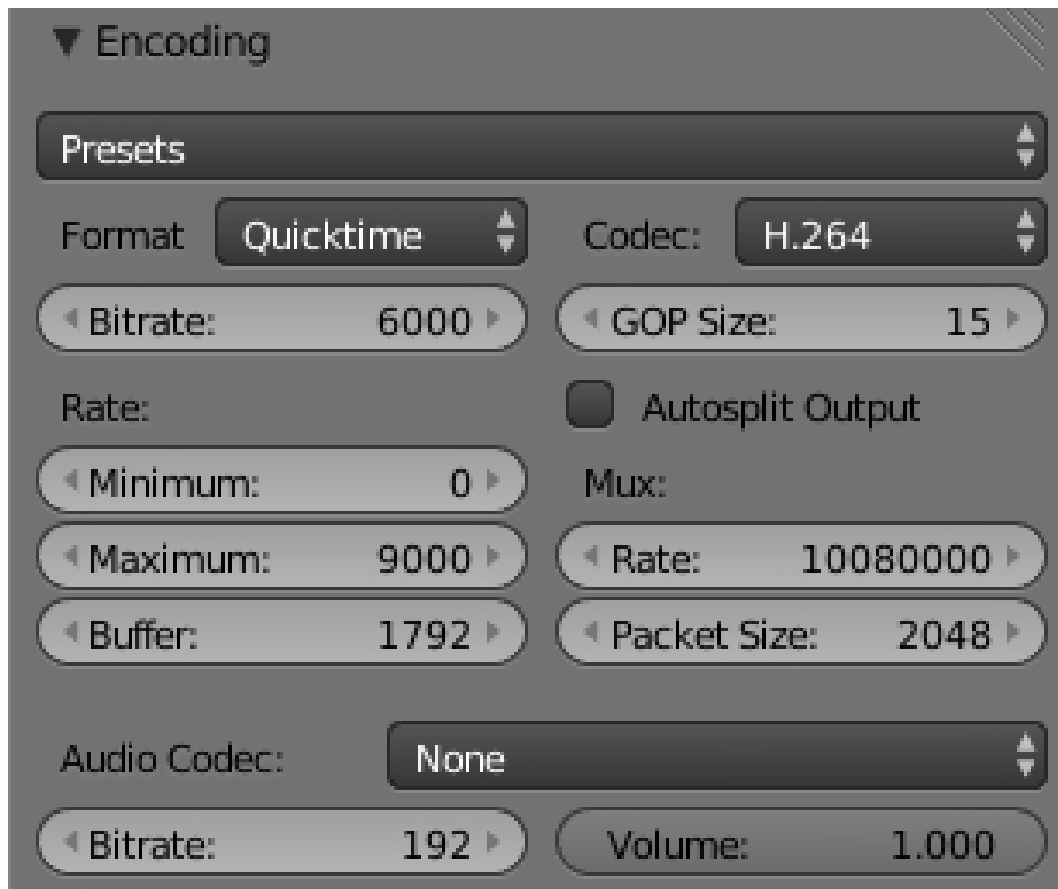 Encoding
Presets
Format Quicktime Codec: H.264
Bitrate: 6000 GOP Size: 15
Rate: Autosplit Output
Minimum: 0 Mux:
Maximum: 9000 Rate: 10080000
Buffer: 1792 Packet Size: 2048
Audio Codec: None
Bitrate: 192 Volume: 1.000